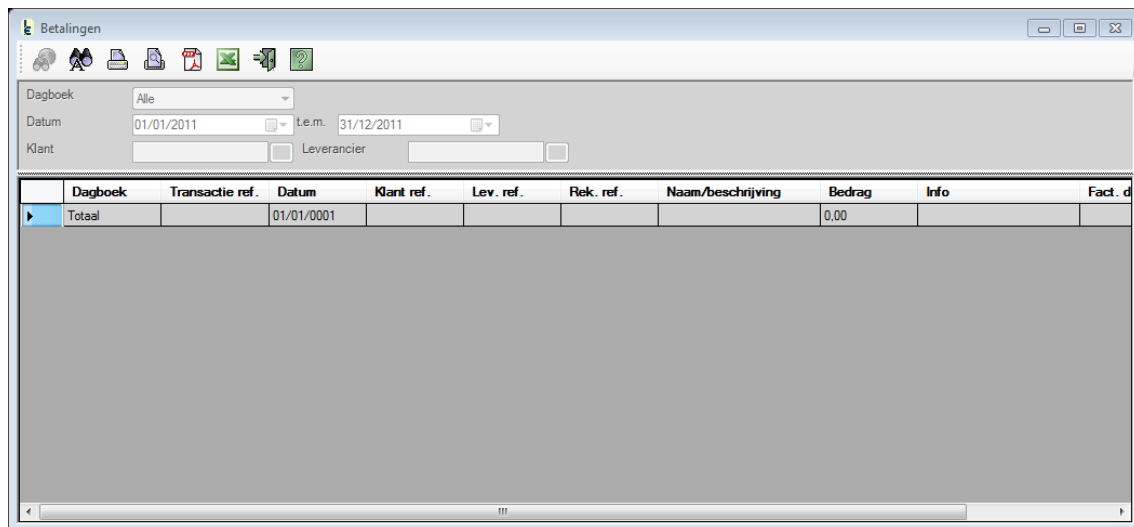 Betalingen
Dagboek Alle
Datum 01/01/2011 t.e.m. 31/12/2011
Klant Leverancier
Dagboek Transactie ref. Datum Klant ref. Lev. ref. Rek. ref. Naam/beschrijving Bedrag Info Fact. d
Totaal 01/01/0001 0,00